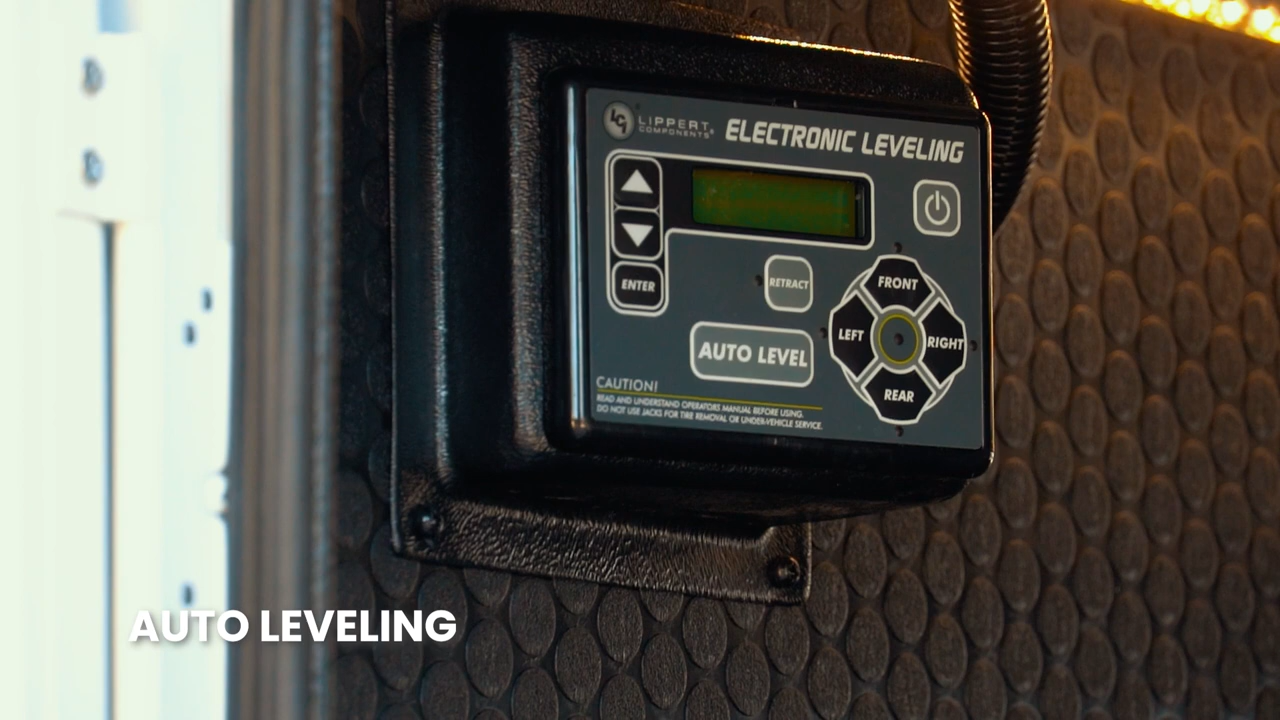 LCI LIPPERT
COMPONENTS®
ELECTRONIC LEVELING
ENTER
RETRACT
FRONT
LEFT
RIGHT
REAR
AUTO LEVEL
CAUTION!
READ AND UNDERSTAND OPERATORS MANUAL BEFORE USING.
DO NOT USE JACKS FOR TIRE REMOVAL OR UNDER-VEHICLE SERVICE.
AUTO LEVELING